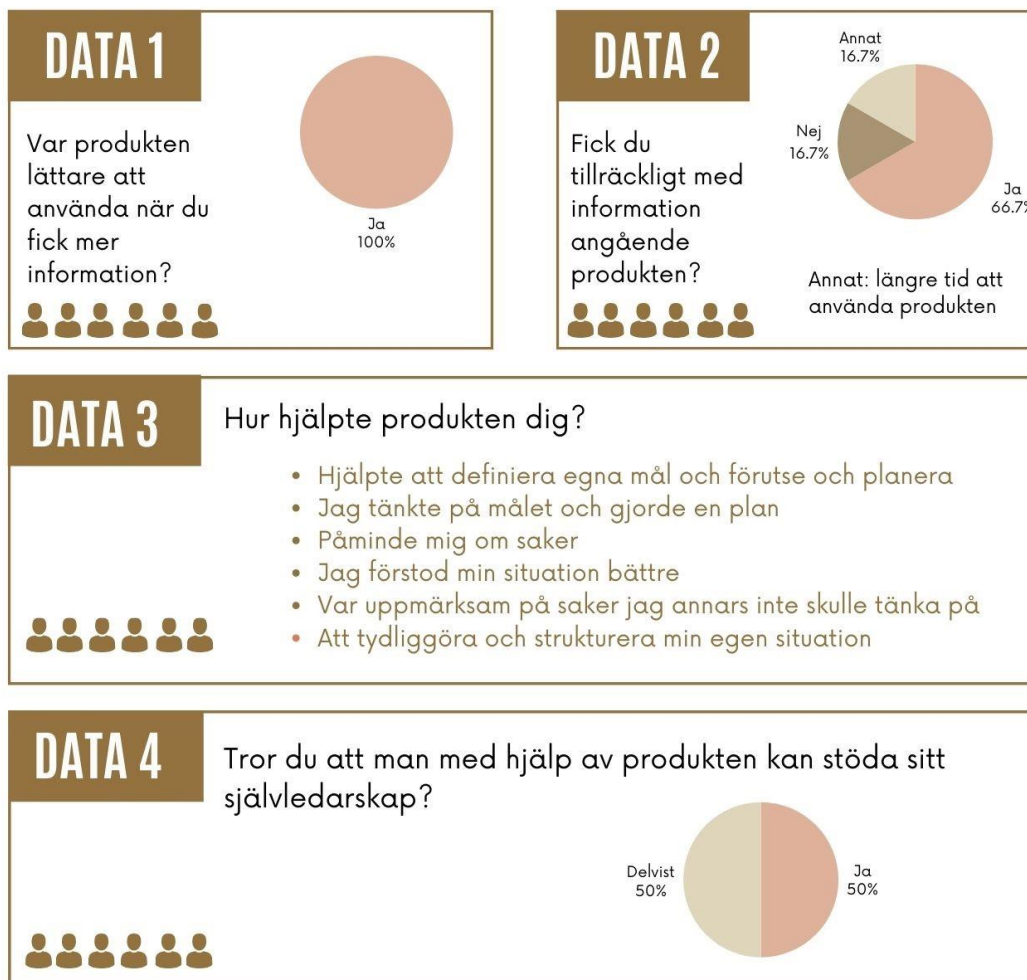 DATA 1
Var produkten
lättare att
använda när du
fick mer
information?
Ja
100%
DATA 2
Fick du
tillräckligt med
information
angående
produkten?
Annat
16.7%
Nej
16.7%
Ja
66.7%
Annat: längre tid att
använda produkten
DATA 3
Hur hjälpte produkten dig?
• Hjälpte att definiera egna mål och förutse och planera
• Jag tänkte på målet och gjorde en plan
• Påminde mig om saker
• Jag förstod min situation bättre
• Var uppmärksam på saker jag annars inte skulle tänka på
• Att tydliggöra och strukturera min egen situation
DATA 4
Tror du att man med hjälp av produkten kan stöda sitt
självledarskap?
Delvist
50%
Ja
50%